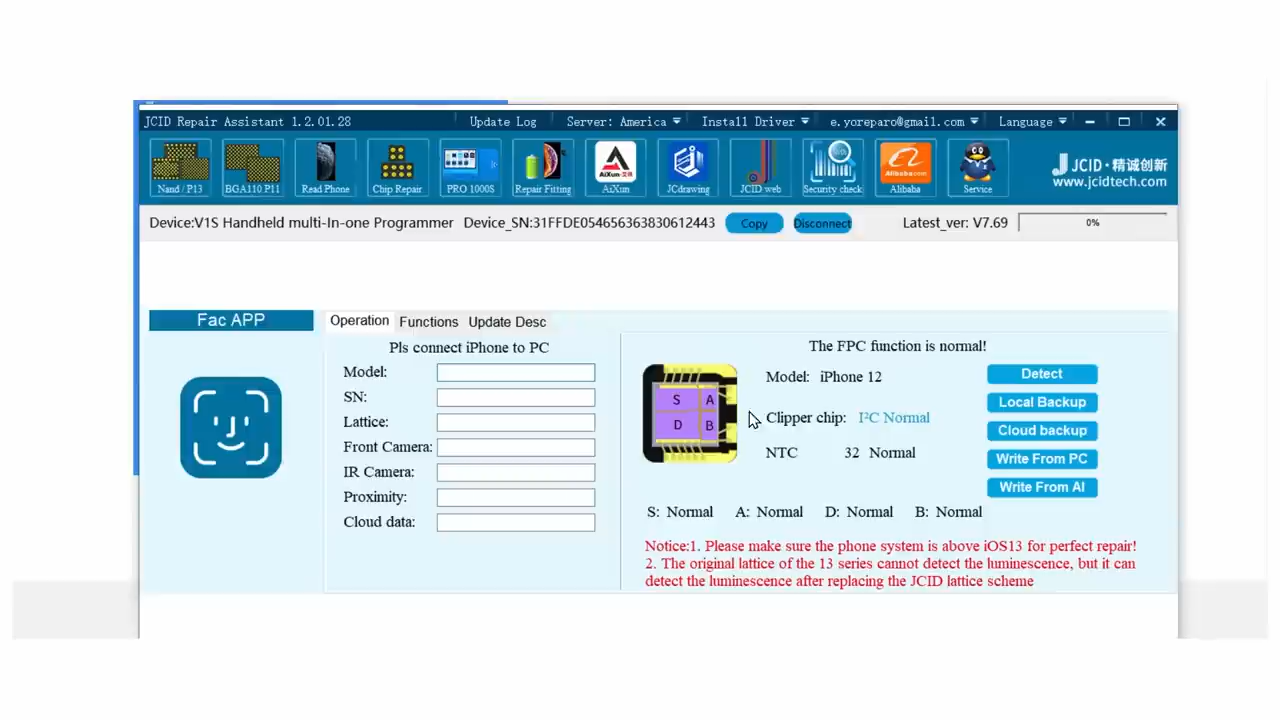 JCID Repair Assistant 1.2.01.28 Update Log Server: America Install Driver e.yoreparo@gmail.com Language
Nand / P13 BGA110 P11 Read Phone Chip Repair PRO 1000S Repair Fitting AiXun JCdrawing JCID web Security check Alibaba Service
AiXun·艾讯
Alibaba.com
JCID·精诚创新
www.jcidtech.com
Device:V1S Handheld multi-In-one Programmer Device_SN:31FFDE054656363830612443 Copy Disconnect Latest_ver: V7.69 0%
Fac APP
Operation Functions Update Desc
Pls connect iPhone to PC
Model:
SN:
Lattice:
Front Camera:
IR Camera:
Proximity:
Cloud data:
The FPC function is normal!
S A
D B
Model: iPhone 12
Clipper chip: I²C Normal
NTC 32 Normal
Detect
Local Backup
Cloud backup
Write From PC
Write From AI
S: Normal A: Normal D: Normal B: Normal
Notice:1. Please make sure the phone system is above iOS13 for perfect repair!
2. The original lattice of the 13 series cannot detect the luminescence, but it can
detect the luminescence after replacing the JCID lattice scheme